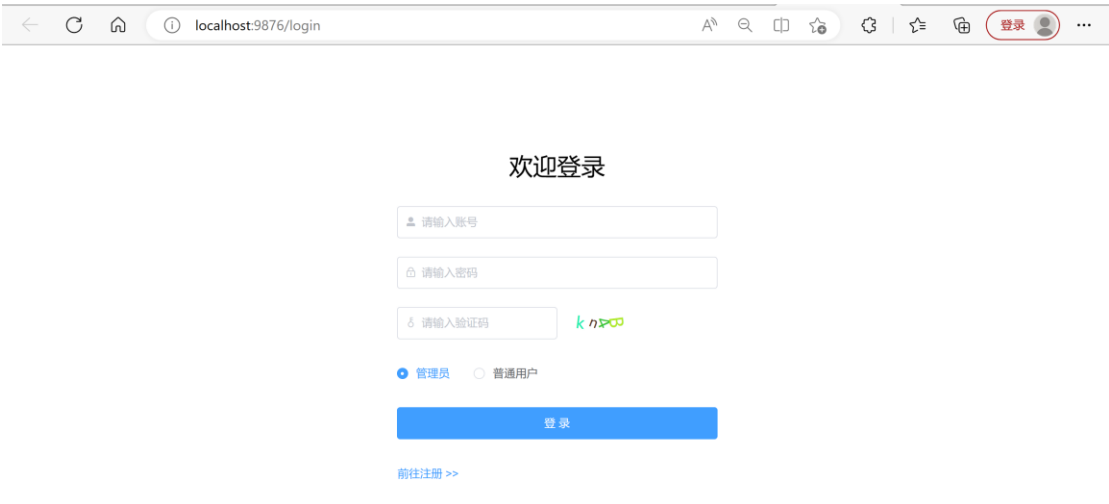 localhost:9876/login
登录
欢迎登录
请输入账号
请输入密码
请输入验证码
管理员 普通用户
登 录
前往注册 >>